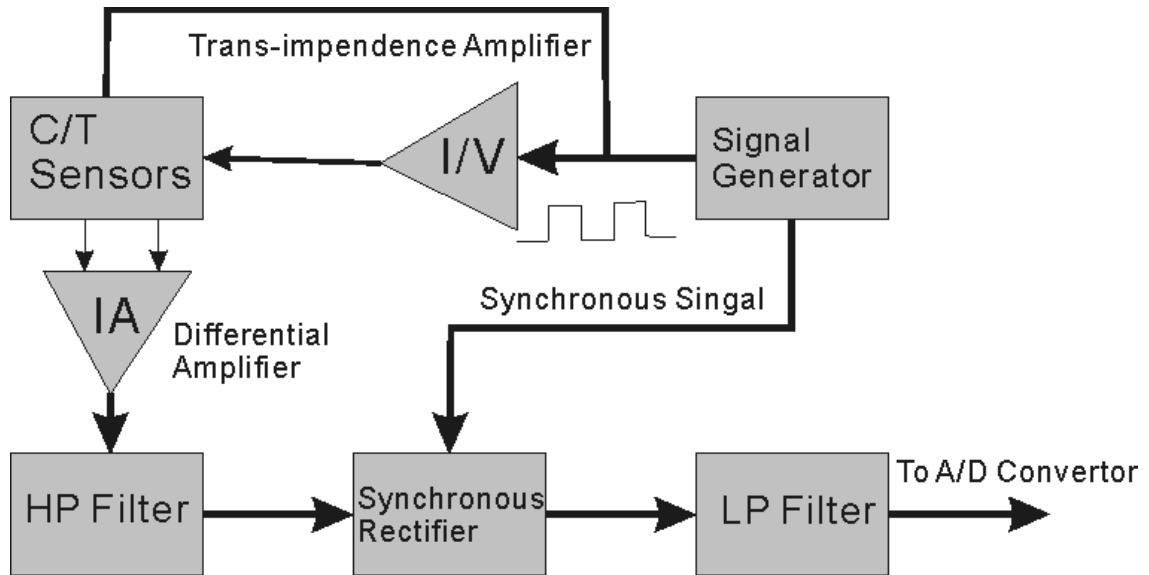 Trans-impendence Amplifier
C/T
Sensors
I/V
Signal
Generator
IA
Differential
Amplifier
Synchronous Singal
HP Filter
Synchronous
Rectifier
LP Filter
To A/D Convertor